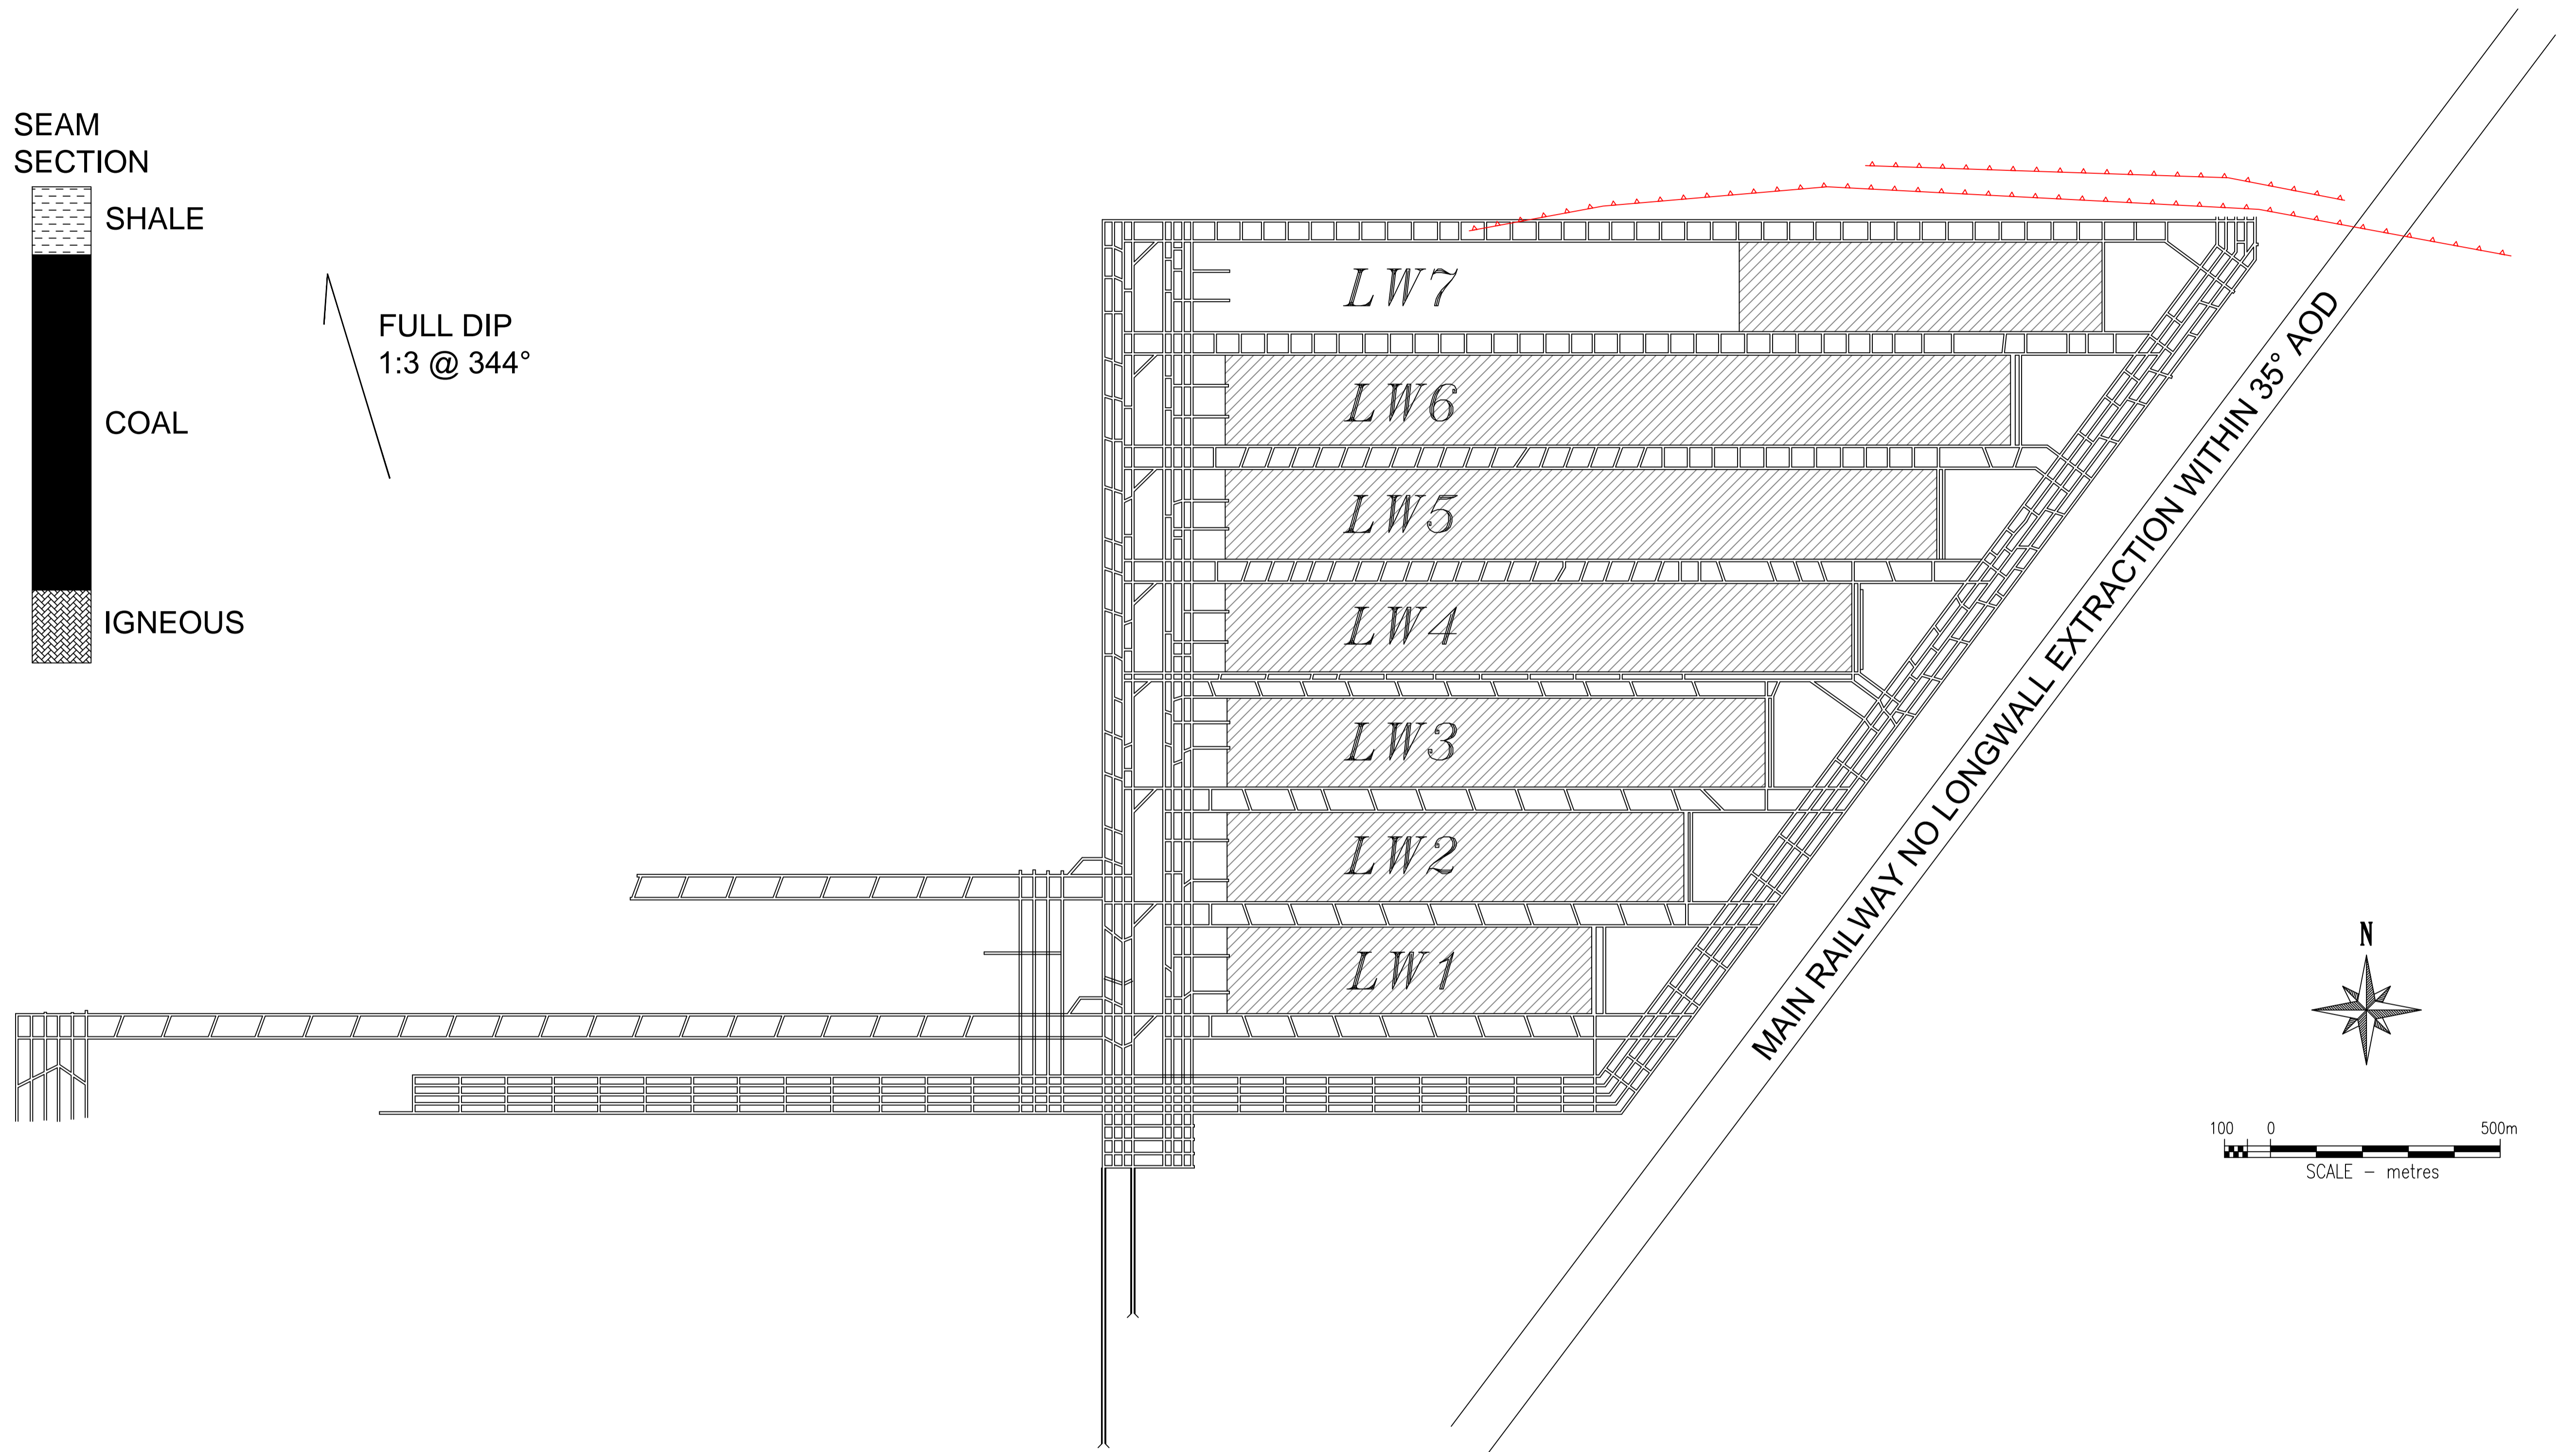 SEAM
SECTION
SHALE
COAL
IGNEOUS
FULL DIP
1:3 @ 344°
LW7
LW6
LW5
LW4
LW3
LW2
LW1
MAIN RAILWAY NO LONGWALL EXTRACTION WITHIN 35° AOD
N
100 0 500m
SCALE – metres